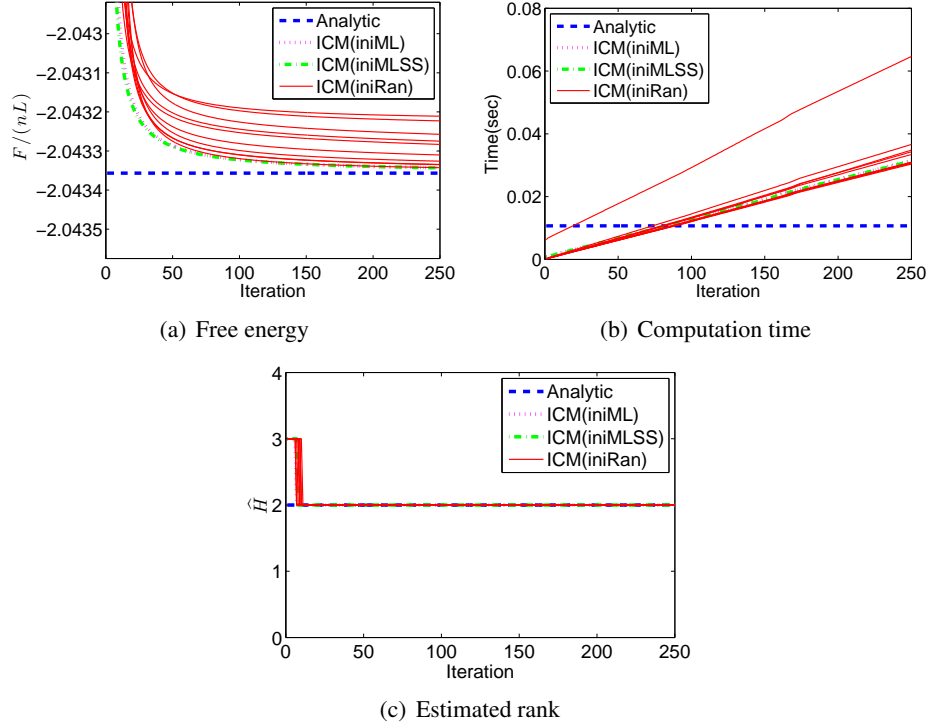 −2.043
−2.0431
−2.0432
−2.0433
−2.0434
−2.0435
F/(nL)
0 50 100 150 200 250
Iteration
Analytic
ICM(iniML)
ICM(iniMLSS)
ICM(iniRan)
(a) Free energy
0.08
0.06
0.04
0.02
0
Time(sec)
0 50 100 150 200 250
Iteration
Analytic
ICM(iniML)
ICM(iniMLSS)
ICM(iniRan)
(b) Computation time
4
3
2
1
0
Ĥ
0 50 100 150 200 250
Iteration
Analytic
ICM(iniML)
ICM(iniMLSS)
ICM(iniRan)
(c) Estimated rank